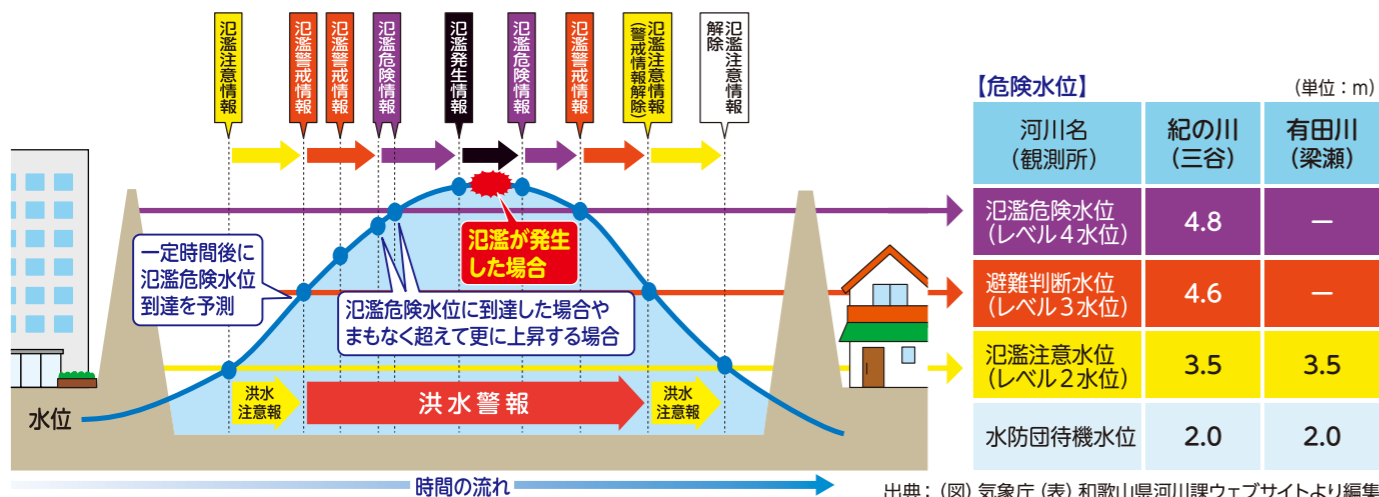 氾濫注意情報
氾濫警戒情報
氾濫警戒情報
氾濫危険情報
氾濫発生情報
氾濫危険情報
氾濫警戒情報
氾濫注意情報
(警戒情報解除)
氾濫注意情報
解除
一定時間後に
氾濫危険水位
到達を予測
氾濫が発生
した場合
氾濫危険水位に到達した場合や
まもなく超えて更に上昇する場合
水位
洪水
注意報
洪水警報
洪水
注意報
時間の流れ
【危険水位】 (単位:m)
河川名 紀の川 有田川
(観測所) (三谷) (梁瀬)
氾濫危険水位
(レベル4水位) 4.8 ー
避難判断水位
(レベル3水位) 4.6 ー
氾濫注意水位
(レベル2水位) 3.5 3.5
水防団待機水位 2.0 2.0
出典:(図)気象庁(表)和歌山県河川課ウェブサイトより編集